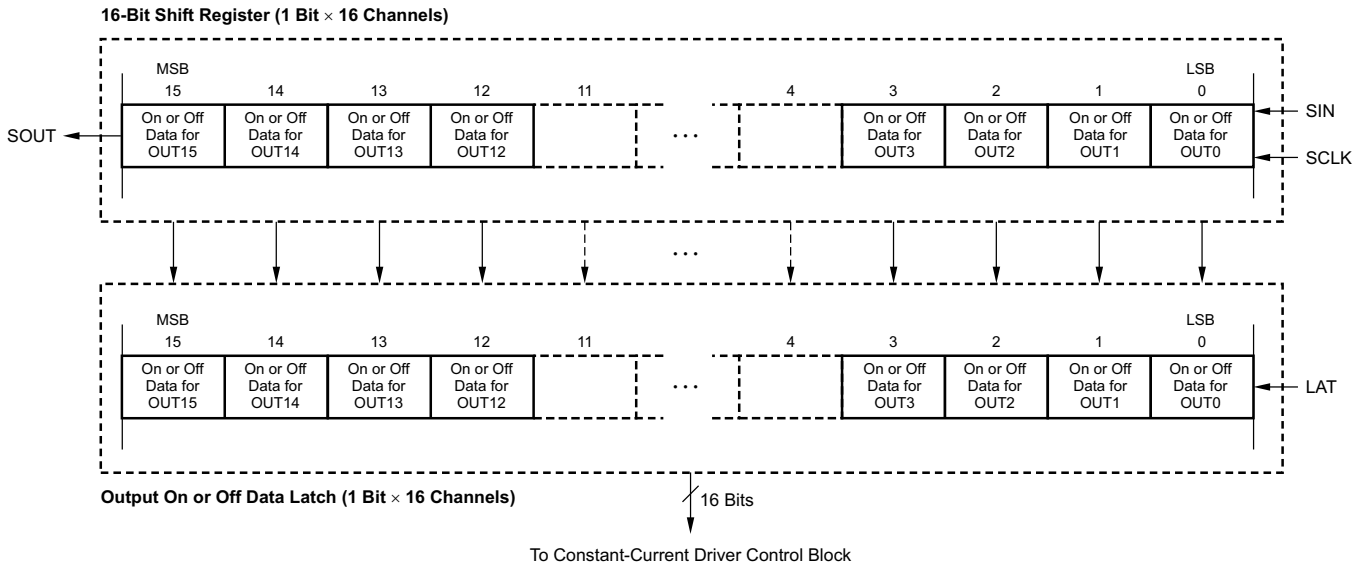 16-Bit Shift Register (1 Bit × 16 Channels)
MSB LSB
15 14 13 12 11 4 3 2 1 0
SOUT
On or Off Data for OUT15
On or Off Data for OUT14
On or Off Data for OUT13
On or Off Data for OUT12
...
On or Off Data for OUT3
On or Off Data for OUT2
On or Off Data for OUT1
On or Off Data for OUT0
SIN
SCLK
...
MSB LSB
15 14 13 12 11 4 3 2 1 0
On or Off Data for OUT15
On or Off Data for OUT14
On or Off Data for OUT13
On or Off Data for OUT12
...
On or Off Data for OUT3
On or Off Data for OUT2
On or Off Data for OUT1
On or Off Data for OUT0
LAT
Output On or Off Data Latch (1 Bit × 16 Channels)
16 Bits
To Constant-Current Driver Control Block